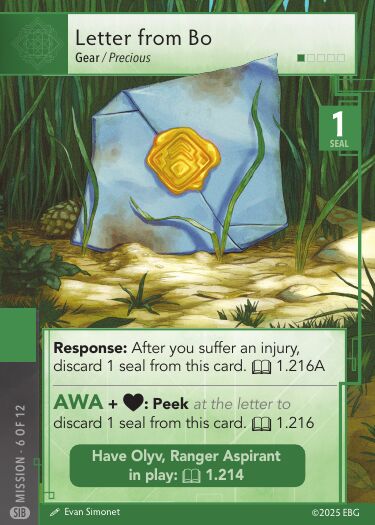 Letter from Bo
Gear / Precious
1
SEAL
Response: After you suffer an injury,
discard 1 seal from this card. 1.216A
AWA + ♥: Peek at the letter to
discard 1 seal from this card. 1.216
Have Olyv, Ranger Aspirant
in play: 1.214
MISSION - 6 OF 12
SIB
Evan Simonet
©2025 EBG